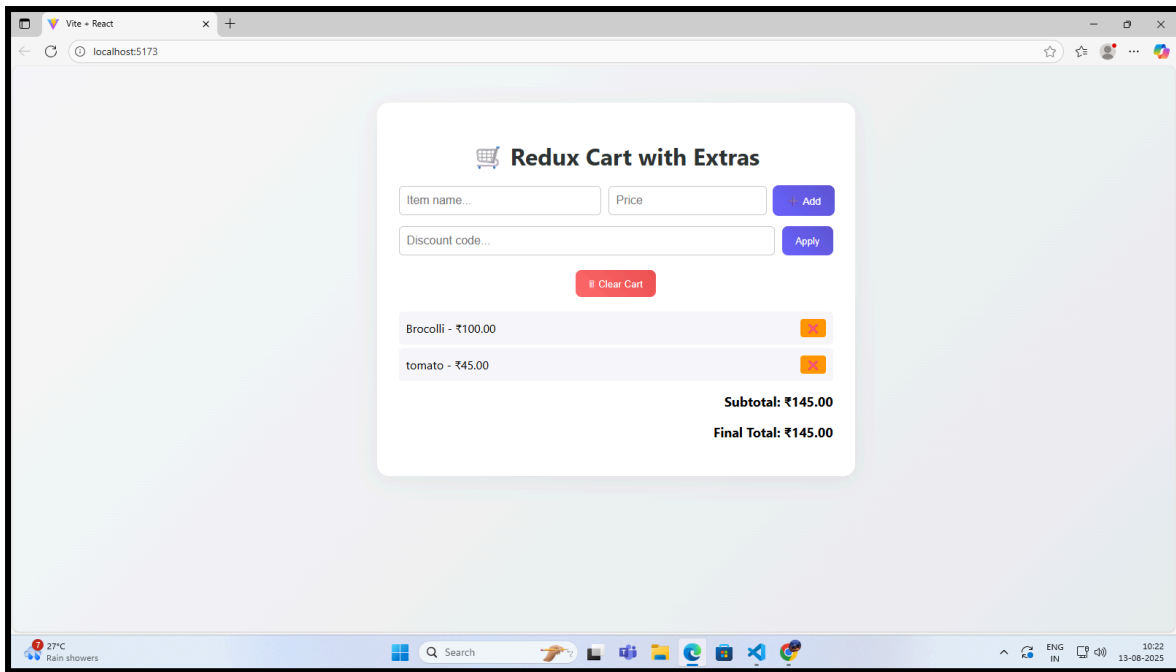 Vite + React
localhost:5173
🛒 Redux Cart with Extras
Item name... Price ➕ Add
Discount code... Apply
Clear Cart
Brocolli - ₹100.00 ❌
tomato - ₹45.00 ❌
Subtotal: ₹145.00
Final Total: ₹145.00
7 27°C
Rain showers
Search
ENG
IN
10:22
13-08-2025